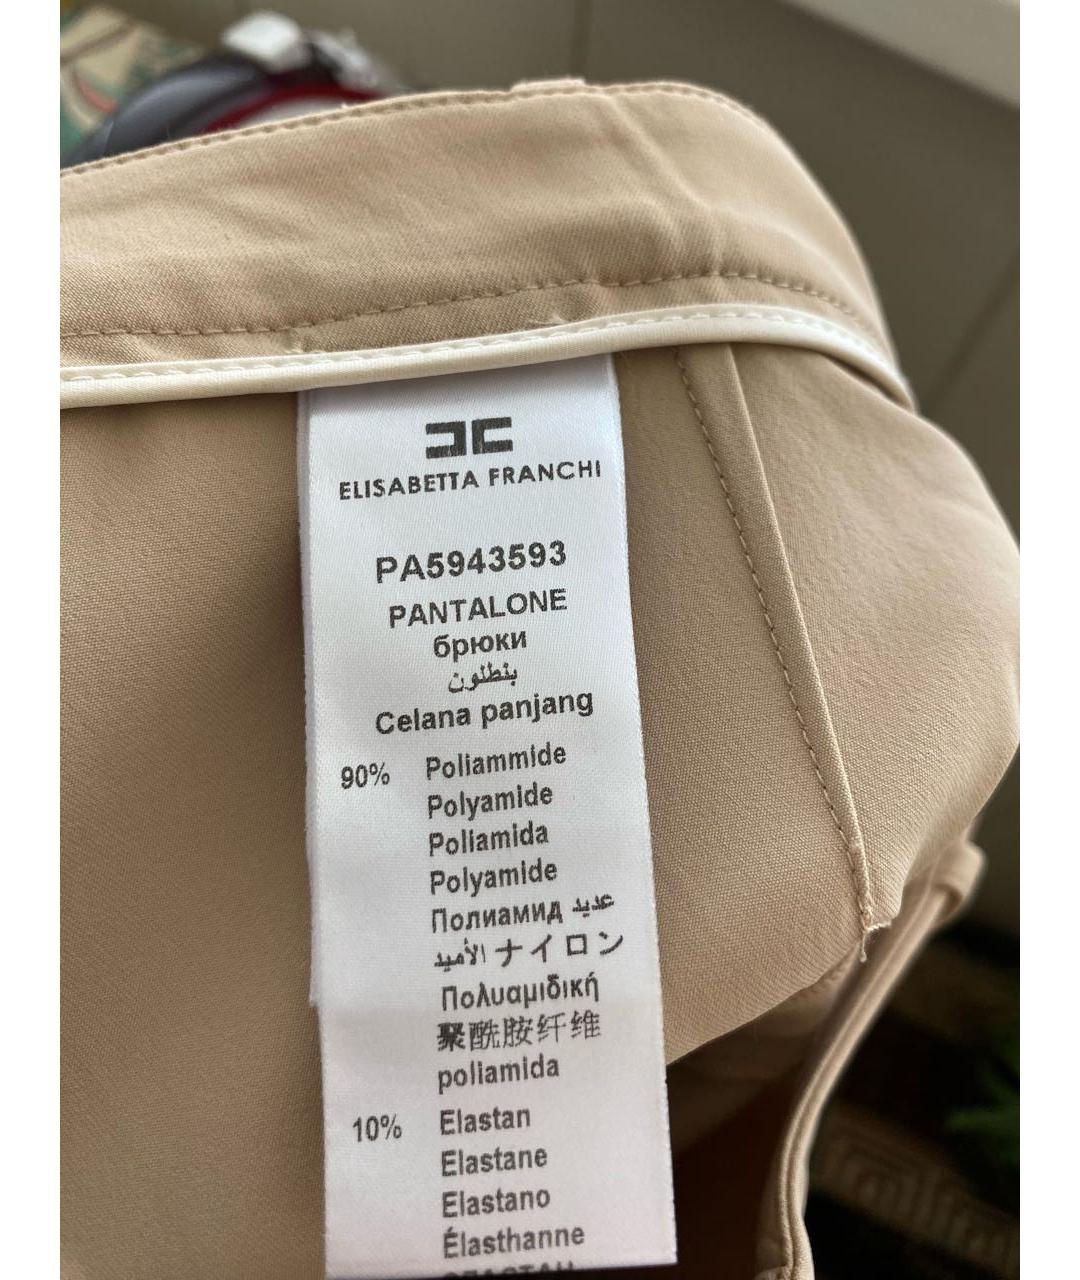 ELISABETTA FRANCHI
PA5943593
PANTALONE
брюки
بنطلون
Celana panjang
90% Poliammide
Polyamide
Poliamida
Polyamide
Полиамид عديد
الأميد ナイロン
Πολυαμιδική
聚酰胺纤维
poliamida
10% Elastan
Elastane
Elastano
Élasthanne